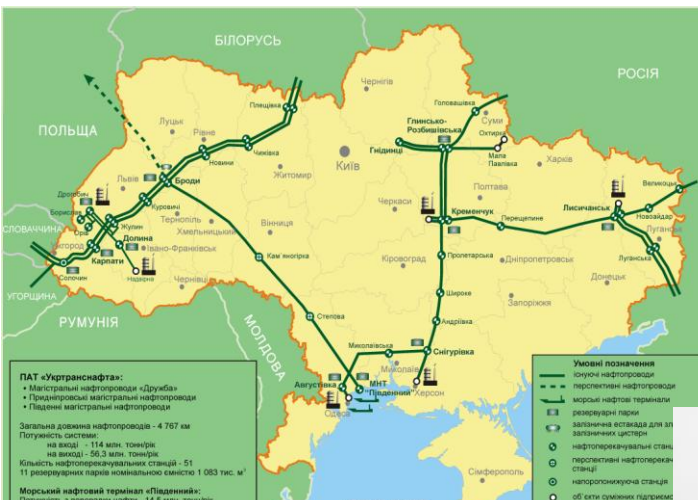 БІЛОРУСЬ
РОСІЯ
ПОЛЬЩА
СЛОВАЧЧИНА
УГОРЩИНА
РУМУНІЯ
МОЛДОВА
Чернігів
Плещівка
Головашівка
Суми
Глинсько-
Розбишівська
Охтирка
Гнідинці
Мала
Павлівка
Луцьк
Рівне
Новини
Чижівка
Київ
Житомир
Харків
Полтава
Великоцьк
Львів
Броди
Дрогобич
Борислав
Орів
Куровичі
Жулин
Тернопіль
Хмельницький
Вінниця
Черкаси
Кременчук
Перещепине
Лисичанськ
Новоайдар
Луганськ
Луганська
Ужгород
Долина
Івано-Франківськ
Карпати
Надвірна
Солочин
Чернівці
Кам`яногірка
Кіровоград
Пролетарська
Дніпропетровськ
Донецьк
Широке
Запоріжжя
Степова
Андріївка
Миколаївська
Снігурівка
Миколаїв
Августівка
МНТ
"Південний"
Херсон
Одеса
Сімферополь
ПАТ «Укртранснафта»:
• Магістральні нафтопроводи «Дружба»
• Придніпровські магістральні нафтопроводи
• Південні магістральні нафтопроводи
Загальна довжина нафтопроводів - 4 767 км
Потужність системи:
на вході - 114 млн. тонн/рік
на виході - 56,3 млн. тонн/рік
Кількість нафтоперекачувальних станцій - 51
11 резервуарних парків номінальною ємністю 1 083 тис. м³
Морський нафтовий термінал «Південний»:
Умовні позначення
існуючі нафтопроводи
перспективні нафтопроводи
морські нафтові термінали
резервуарні парки
залізнична естакада для
залізничних цистерн
нафтоперекачувальні
перспективні
станції
напоропонижуюча станція
об`єкти суміжних